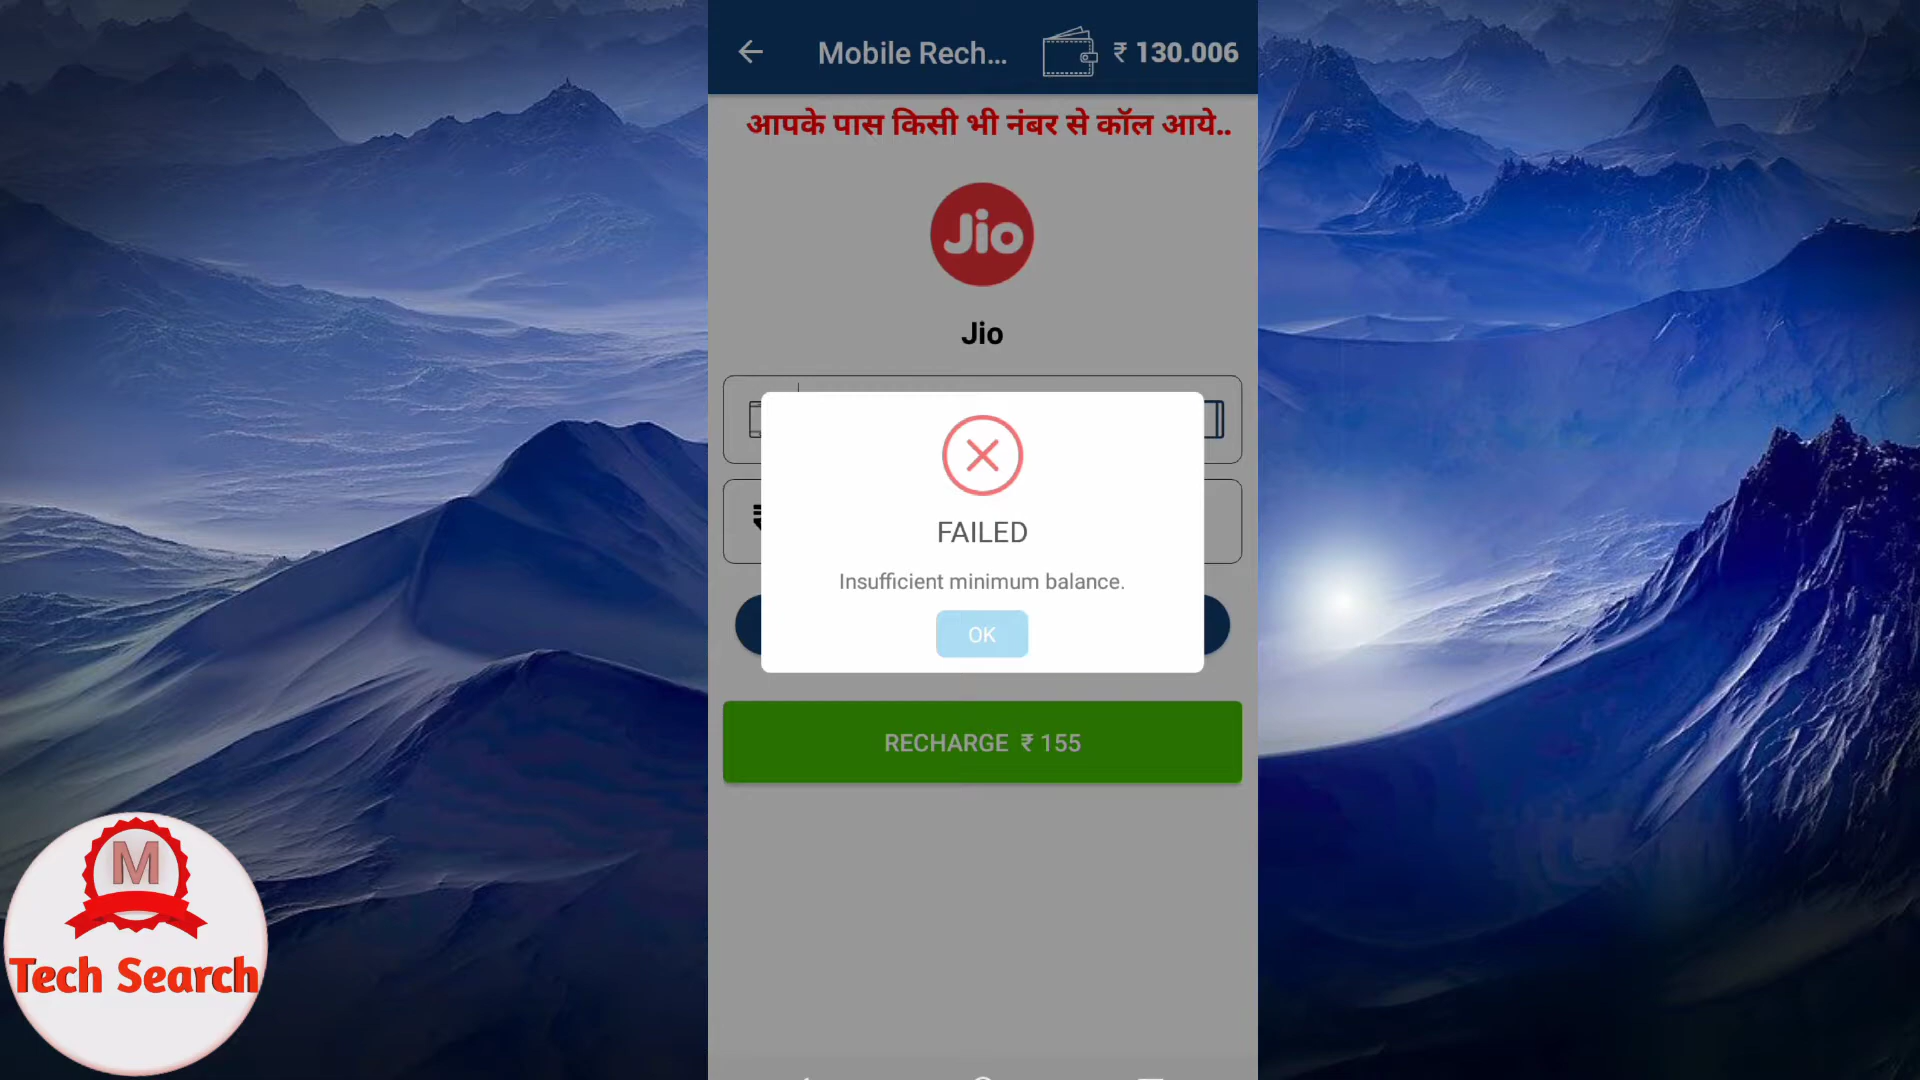 Mobile Rech...
₹ 130.006
आपके पास किसी भी नंबर से कॉल आये..
Jio
Jio
₹
FAILED
Insufficient minimum balance.
OK
RECHARGE ₹ 155
M
Tech Search